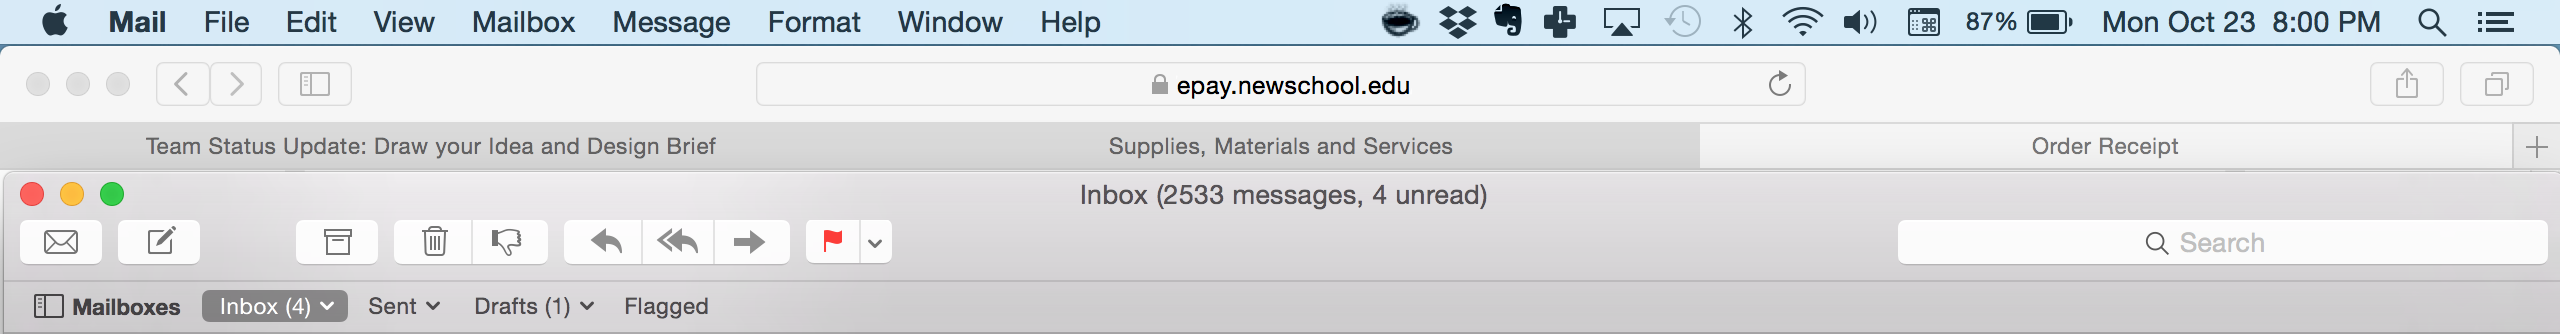 Mail File Edit View Mailbox Message Format Window Help 87% Mon Oct 23 8:00 PM
epay.newschool.edu
Team Status Update: Draw your Idea and Design Brief Supplies, Materials and Services Order Receipt
Inbox (2533 messages, 4 unread)
Search
Mailboxes Inbox (4) Sent Drafts (1) Flagged